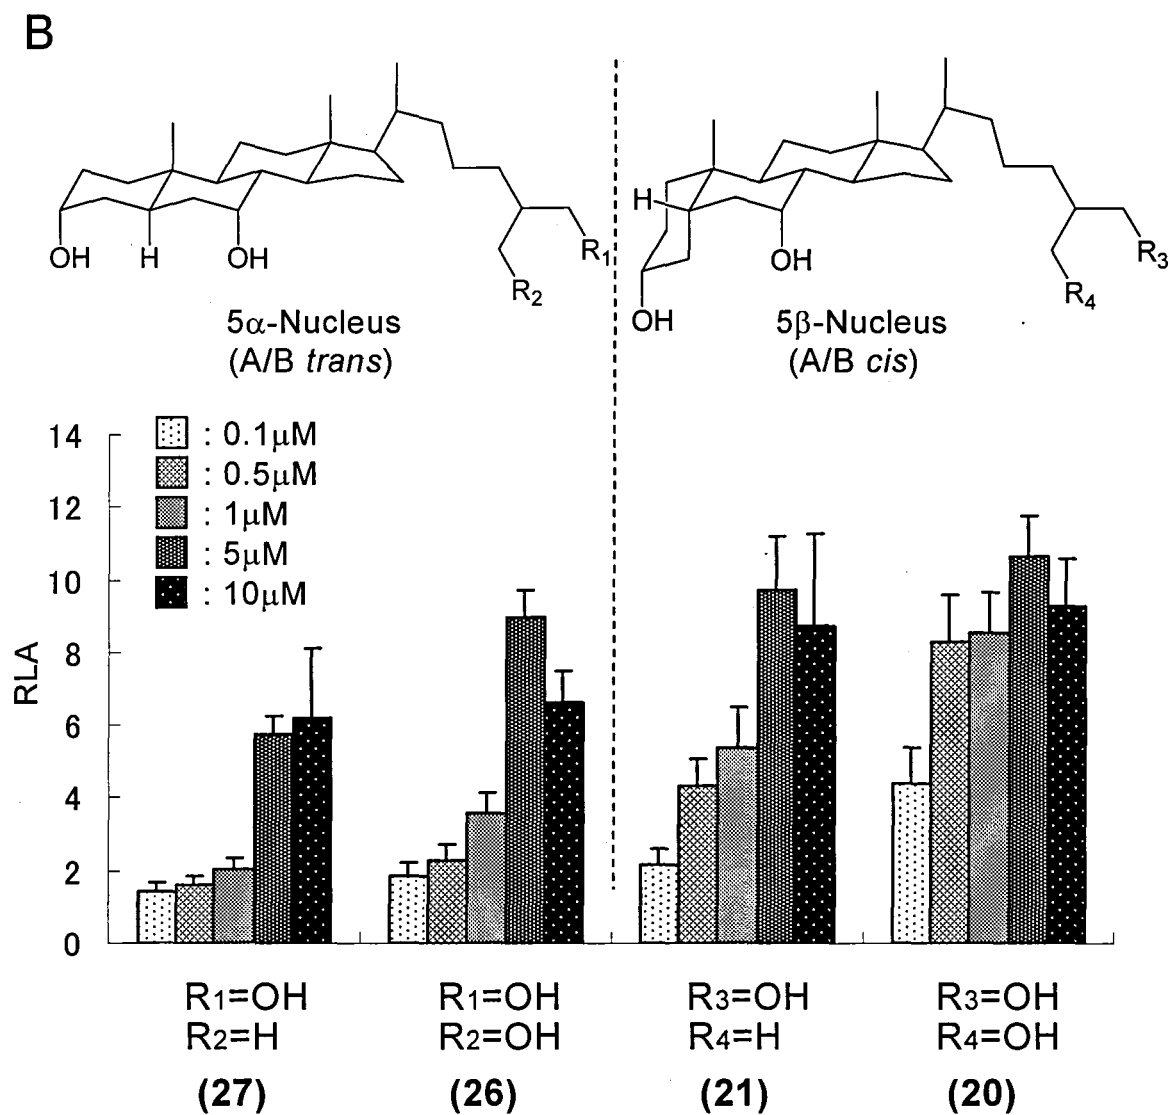 B
OH H OH R₁
R₂
5α-Nucleus
(A/B trans)
H
OH R₃
R₄
OH
5β-Nucleus
(A/B cis)
RLA
14
12
10
8
6
4
2
0
: 0.1μM
: 0.5μM
: 1μM
: 5μM
: 10μM
R₁=OH R₁=OH R₃=OH R₃=OH
R₂=H R₂=OH R₄=H R₄=OH
(27) (26) (21) (20)